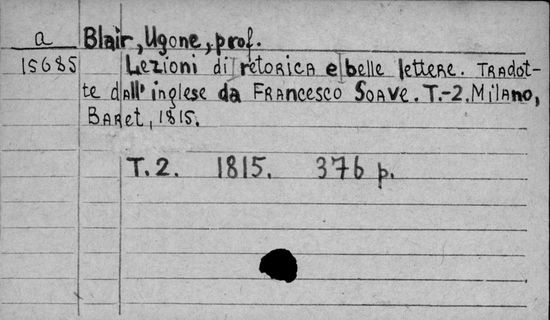 a Blair, Ugone, prof.
15685 Lezioni di retorica e belle lettere. Tradot-
te dall'inglese da Francesco Soave. T.-2. Milano,
Baret, 1815.
T.2. 1815. 376 p.